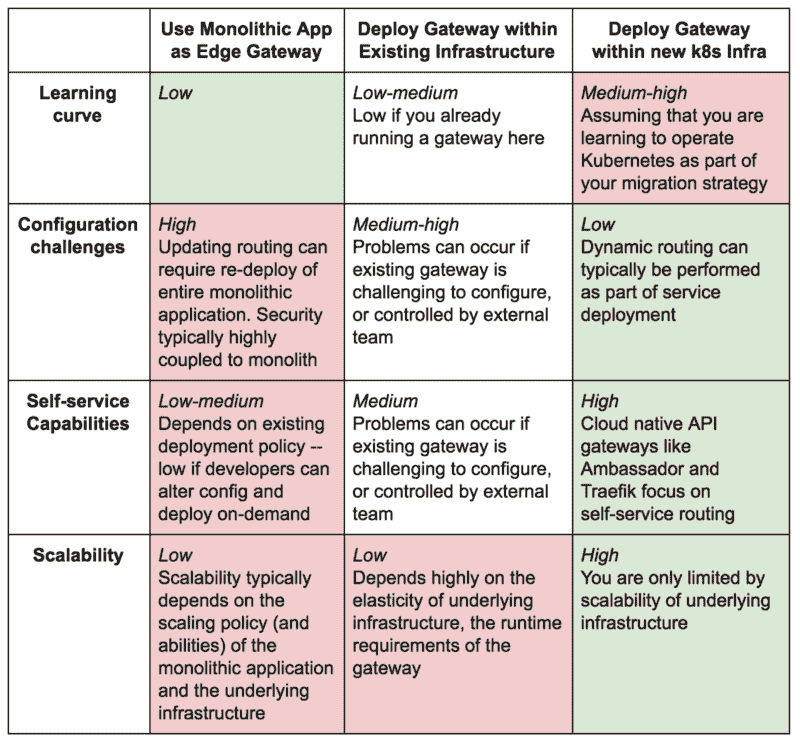 Use Monolithic App
as Edge Gateway
Deploy Gateway within
Existing Infrastructure
Deploy Gateway
within new k8s Infra
Learning
curve
Low
Low-medium
Low if you already
running a gateway here
Medium-high
Assuming that you are
learning to operate
Kubernetes as part of
your migration strategy
Configuration
challenges
High
Updating routing can
require re-deploy of
entire monolithic
application. Security
typically highly
coupled to monolith
Medium-high
Problems can occur if
existing gateway is
challenging to configure,
or controlled by external
team
Low
Dynamic routing can
typically be performed
as part of service
deployment
Self-service
Capabilities
Low-medium
Depends on existing
deployment policy --
low if developers can
alter config and
deploy on-demand
Medium
Problems can occur if
existing gateway is
challenging to configure,
or controlled by external
team
High
Cloud native API
gateways like
Ambassador and
Traefik focus on
self-service routing
Scalability
Low
Scalability typically
depends on the
scaling policy (and
abilities) of the
monolithic application
and the underlying
infrastructure
Low
Depends highly on the
elasticity of underlying
infrastructure, the runtime
requirements of the
gateway
High
You are only limited by
scalability of underlying
infrastructure